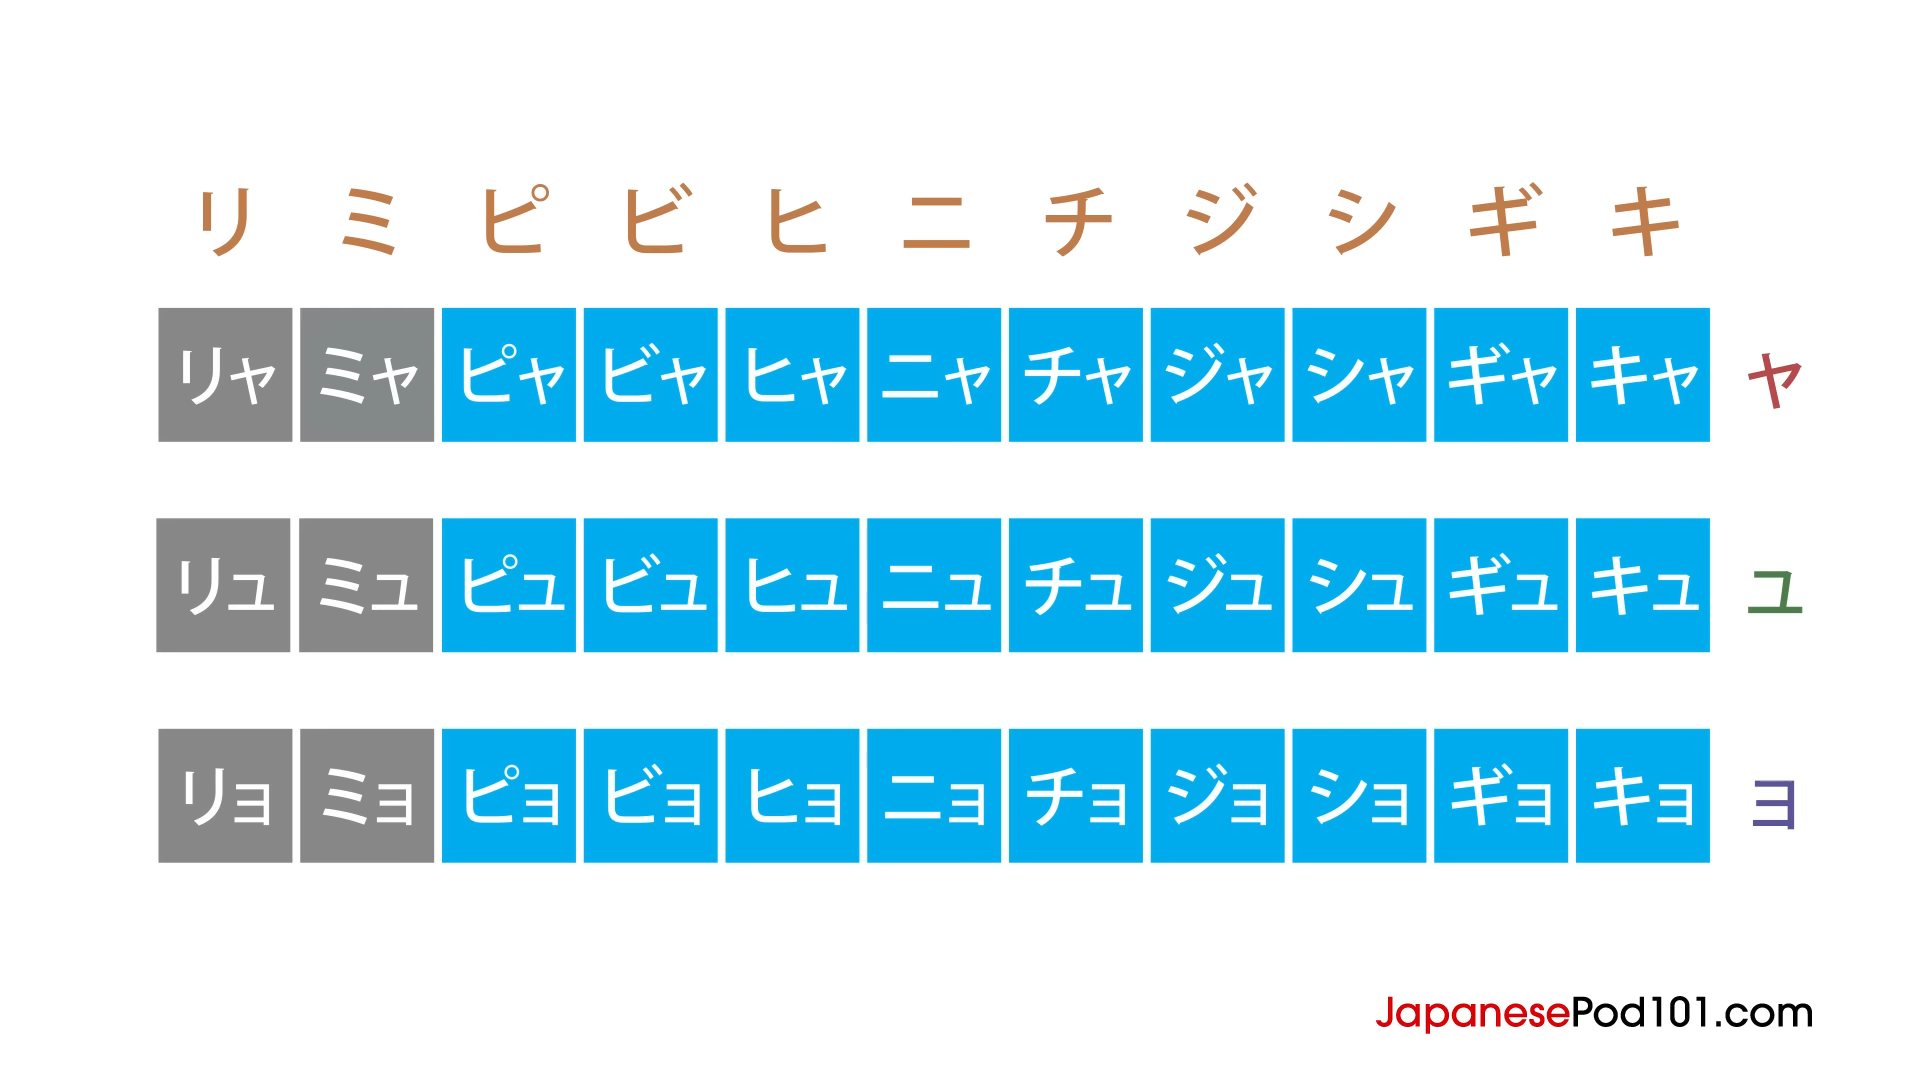 リ ミ ピ ビ ヒ ニ チ ジ シ ギ キ
リャ ミャ ピャ ビャ ヒャ ニャ チャ ジャ シャ ギャ キャ ヤ
リュ ミュ ピュ ビュ ヒュ ニュ チュ ジュ シュ ギュ キュ ユ
リョ ミョ ピョ ビョ ヒョ ニョ チョ ジョ ショ ギョ キョ ヨ
JapanesePod101.com